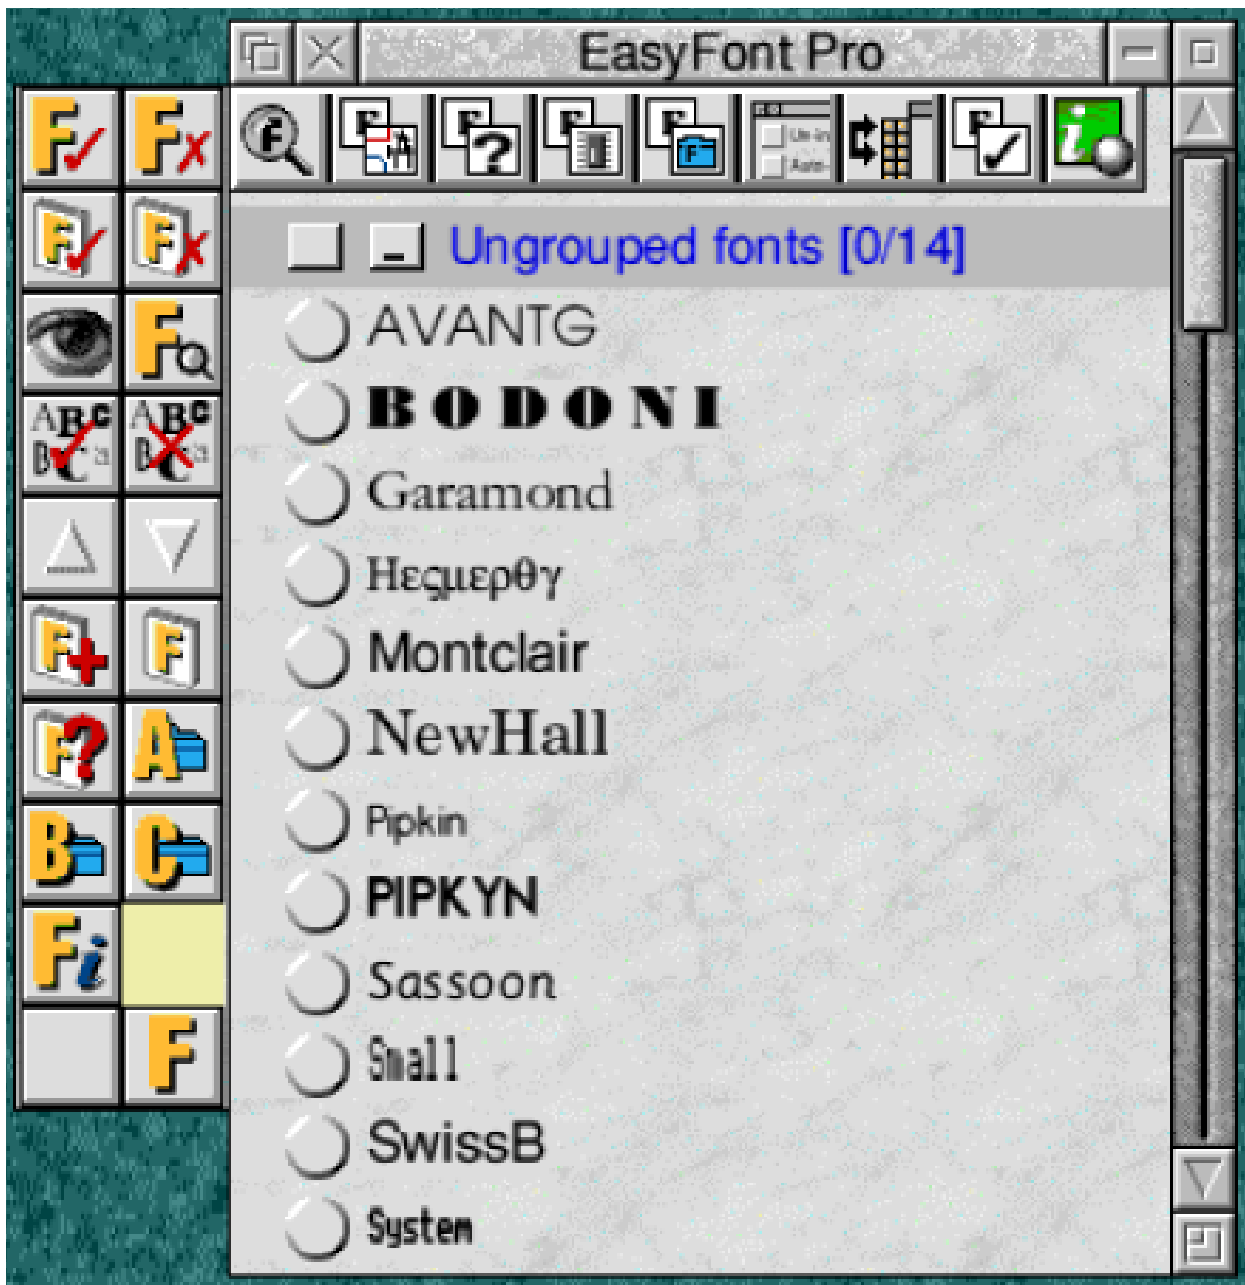 EasyFont Pro
Ungrouped fonts [0/14]
AVANTG
BODONI
Garamond
Ηεςμερθγ
Montclair
NewHall
Pipkin
PIPKYN
Sassoon
Small
SwissB
System